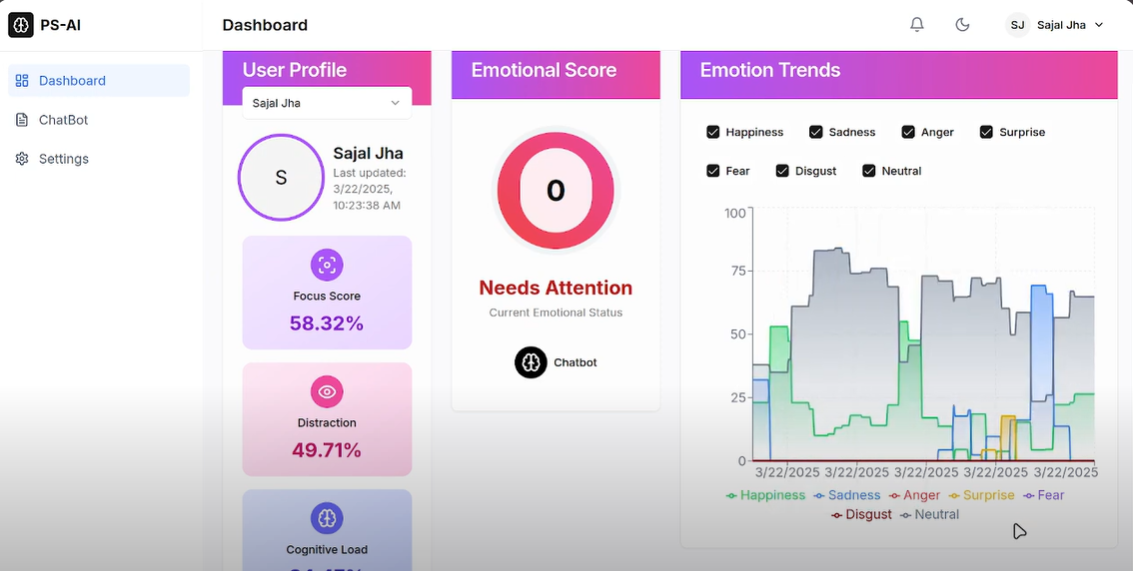 PS-AI
Dashboard
SJ
Sajal Jha
Dashboard
ChatBot
Settings
User Profile
Sajal Jha
S
Sajal Jha
Last updated:
3/22/2025,
10:23:38 AM
Focus Score
58.32%
Distraction
49.71%
Cognitive Load
Emotional Score
0
Needs Attention
Current Emotional Status
Chatbot
Emotion Trends
Happiness Sadness Anger Surprise
Fear Disgust Neutral
100
75
50
25
0
3/22/2025 3/22/2025 3/22/2025 3/22/2025 3/22/2025
Happiness Sadness Anger Surprise Fear
Disgust Neutral